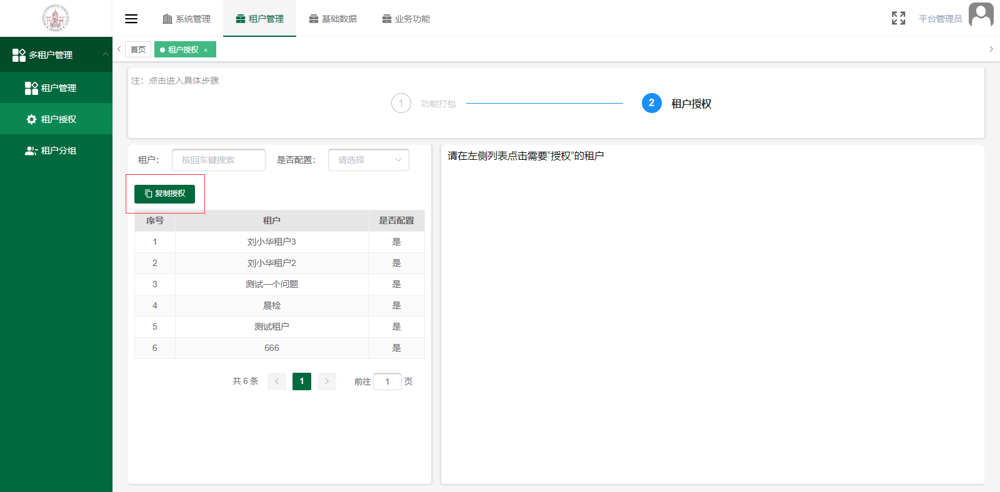 系统管理
租户管理
基础数据
业务功能
平台管理员
首页
租户授权 ×
多租户管理
租户管理
租户授权
租户分组
注：点击进入具体步骤
1 功能打包
2 租户授权
租户： 按回车键搜索 是否配置： 请选择
复制授权
序号 租户 是否配置
1 刘小华租户3 是
2 刘小华租户2 是
3 测试一个问题 是
4 晨检 是
5 测试租户 是
6 666 是
共 6 条 1 前往 1 页
请在左侧列表点击需要“授权”的租户